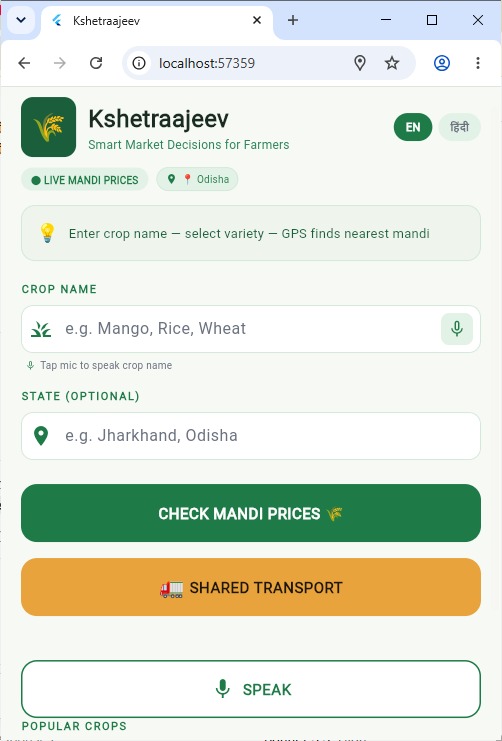 Kshetraajeev
localhost:57359
Kshetraajeev
Smart Market Decisions for Farmers
EN
हिंदी
LIVE MANDI PRICES
Odisha
Enter crop name — select variety — GPS finds nearest mandi
CROP NAME
e.g. Mango, Rice, Wheat
Tap mic to speak crop name
STATE (OPTIONAL)
e.g. Jharkhand, Odisha
CHECK MANDI PRICES
SHARED TRANSPORT
SPEAK
POPULAR CROPS